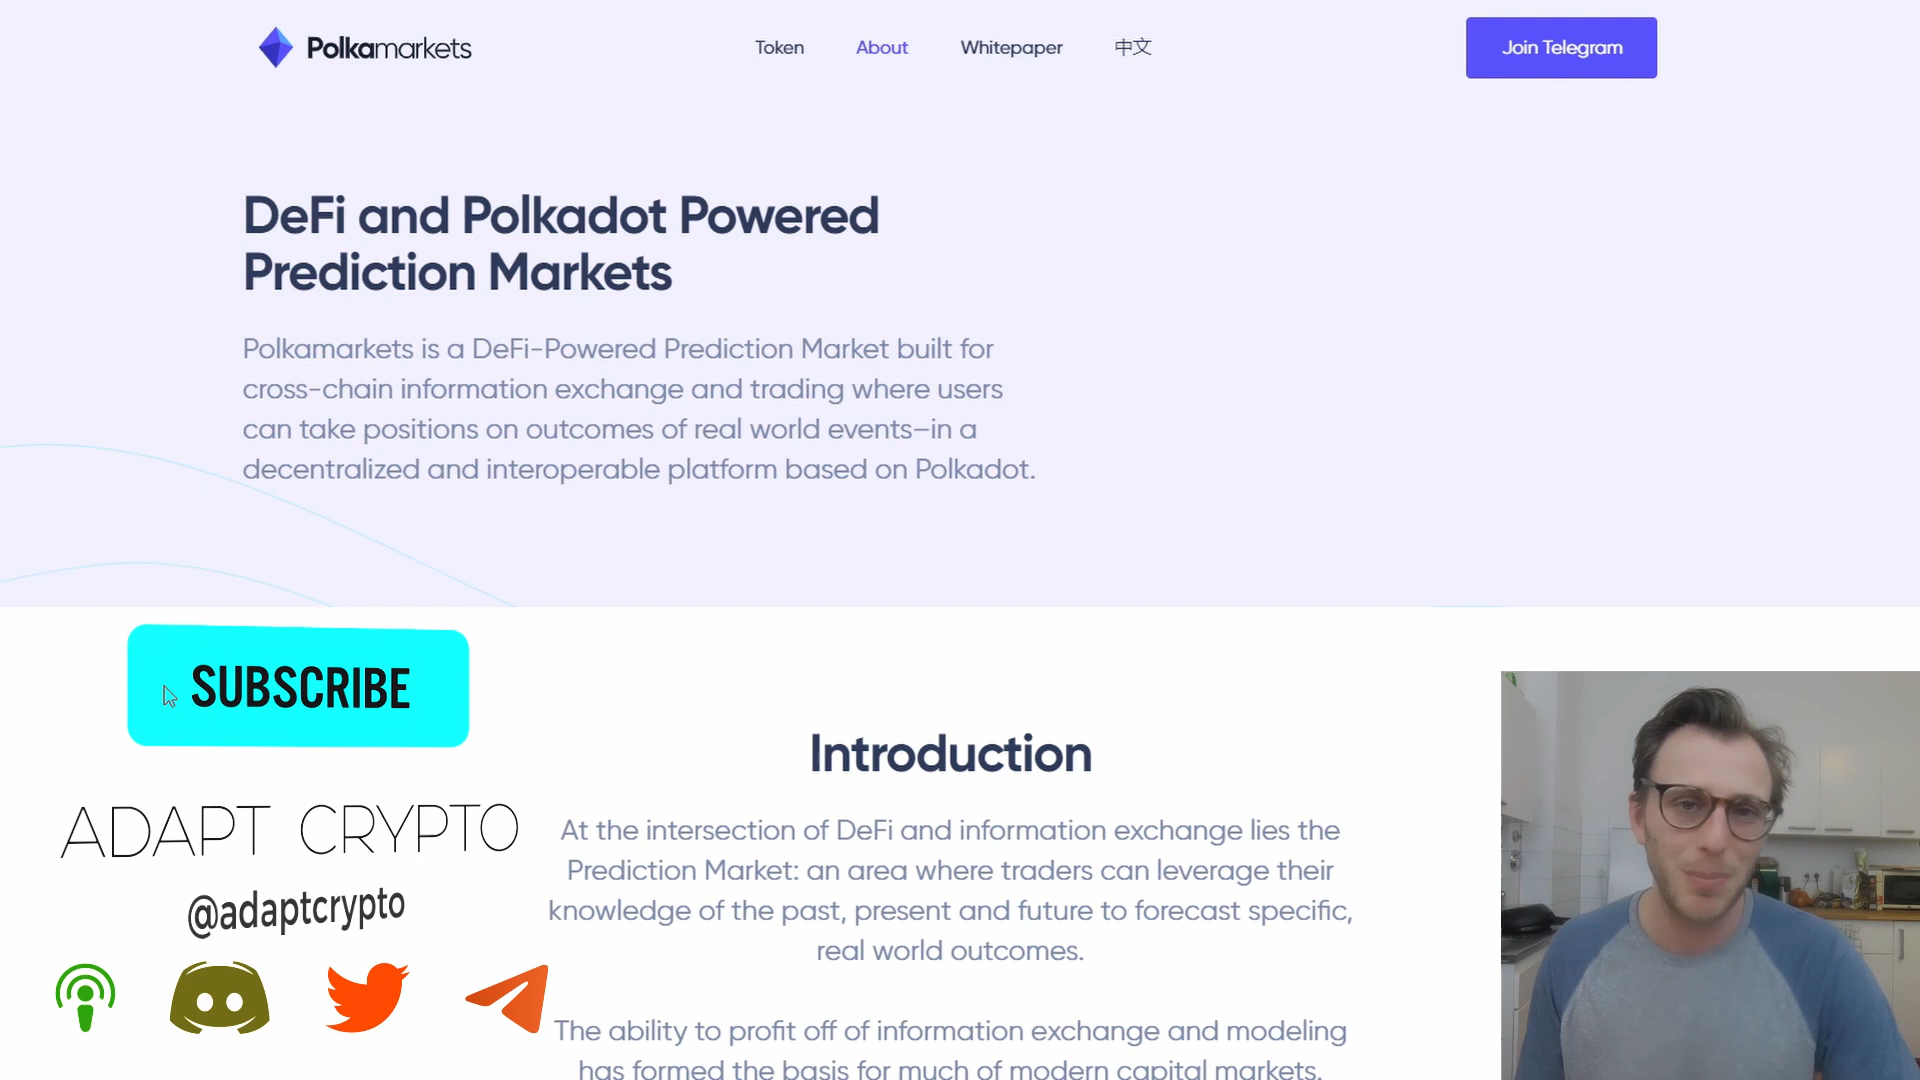 Polkamarkets
Token
About
Whitepaper
中文
Join Telegram
DeFi and Polkadot Powered
Prediction Markets
Polkamarkets is a DeFi-Powered Prediction Market built for
cross-chain information exchange and trading where users
can take positions on outcomes of real world events—in a
decentralized and interoperable platform based on Polkadot.
SUBSCRIBE
ADAPT CRYPTO
@adaptcrypto
Introduction
At the intersection of DeFi and information exchange lies the
Prediction Market: an area where traders can leverage their
knowledge of the past, present and future to forecast specific,
real world outcomes.
The ability to profit off of information exchange and modeling
has formed the basis for much of modern capital markets.